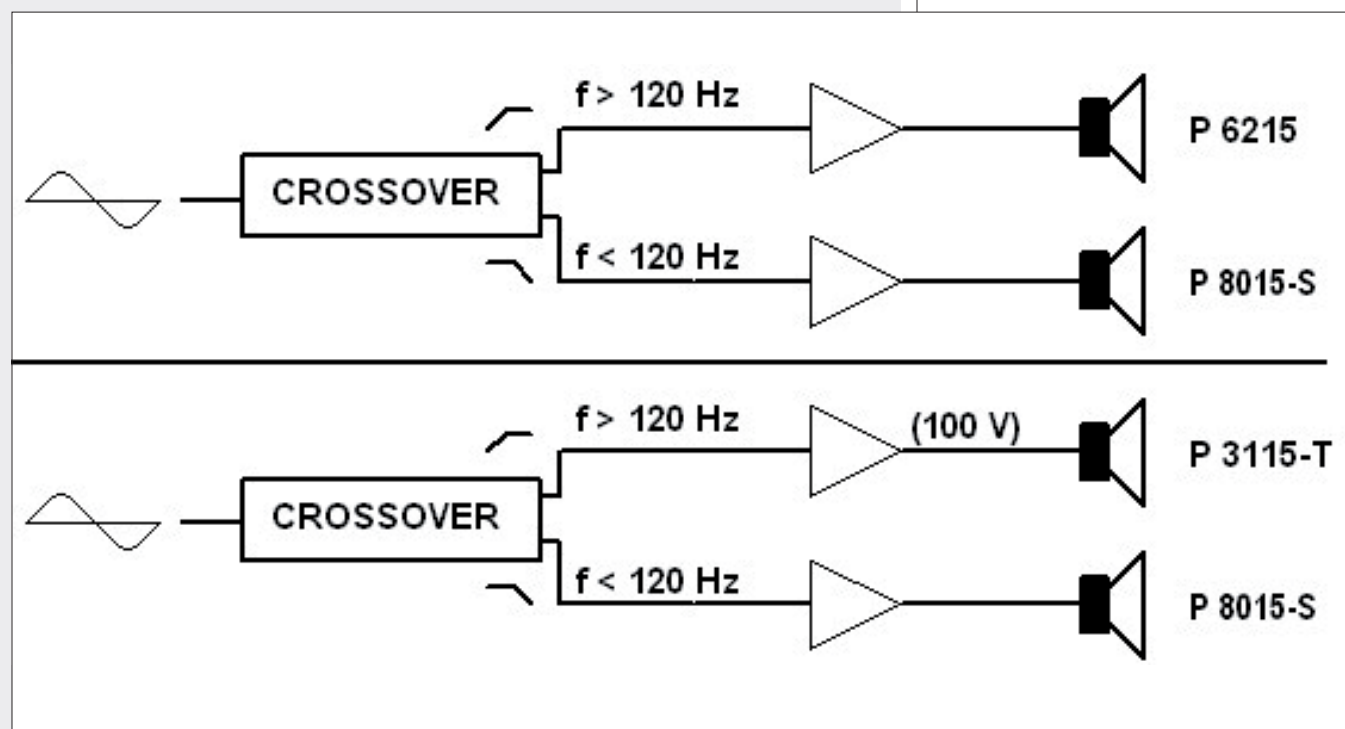 f > 120 Hz
P 6215
CROSSOVER
f < 120 Hz
P 8015-S
f > 120 Hz
(100 V)
P 3115-T
CROSSOVER
f < 120 Hz
P 8015-S